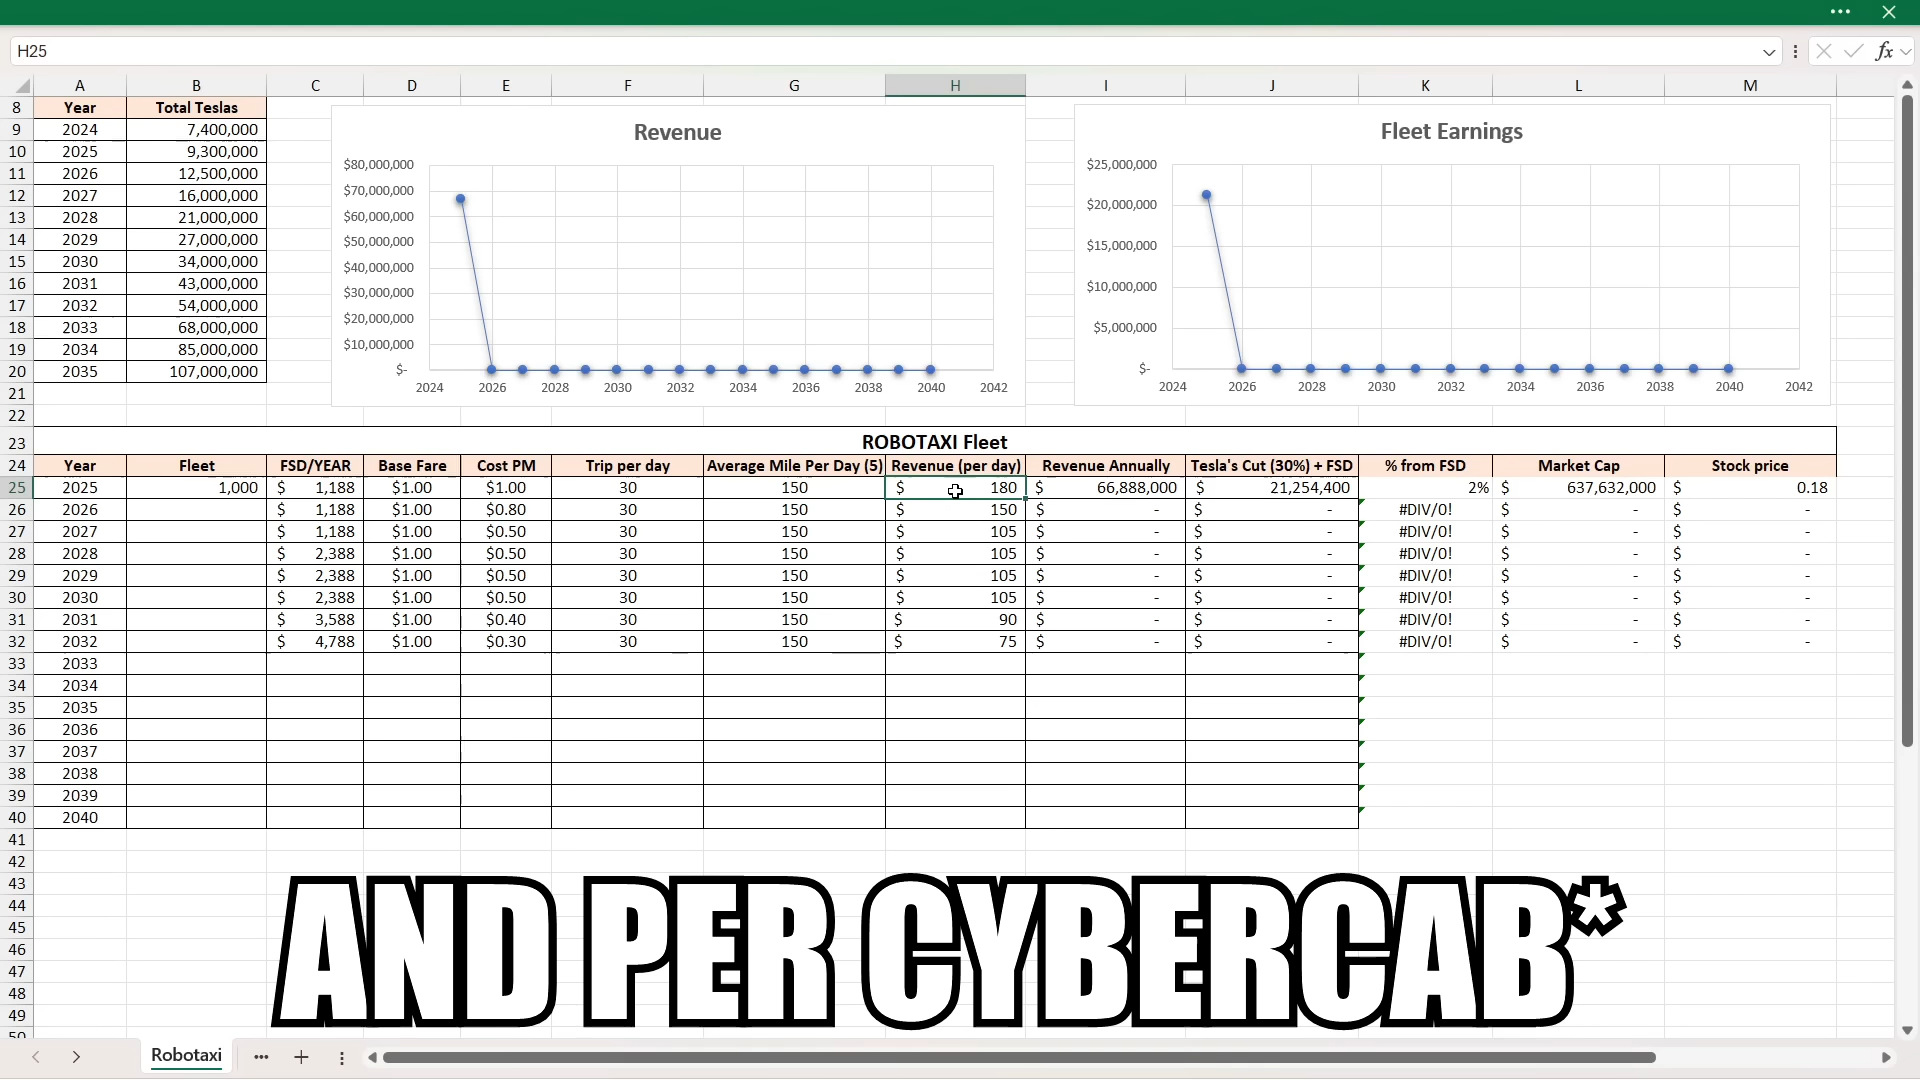 H25
fx
A B C D E F G H I J K L M
8 Year Total Teslas
9 2024 7,400,000
10 2025 9,300,000
11 2026 12,500,000
12 2027 16,000,000
13 2028 21,000,000
14 2029 27,000,000
15 2030 34,000,000
16 2031 43,000,000
17 2032 54,000,000
18 2033 68,000,000
19 2034 85,000,000
20 2035 107,000,000
21
22
Revenue
$80,000,000
$70,000,000
$60,000,000
$50,000,000
$40,000,000
$30,000,000
$20,000,000
$10,000,000
$-
2024 2026 2028 2030 2032 2034 2036 2038 2040 2042
Fleet Earnings
$25,000,000
$20,000,000
$15,000,000
$10,000,000
$5,000,000
$-
2024 2026 2028 2030 2032 2034 2036 2038 2040 2042
23 ROBOTAXI Fleet
24 Year Fleet FSD/YEAR Base Fare Cost PM Trip per day Average Mile Per Day (5) Revenue (per day) Revenue Annually Tesla's Cut (30%) + FSD % from FSD Market Cap Stock price
25 2025 1,000 $ 1,188 $1.00 $1.00 30 150 $ 180 $ 66,888,000 $ 21,254,400 2% $ 637,632,000 $ 0.18
26 2026 $ 1,188 $1.00 $0.80 30 150 $ 150 $ - $ - #DIV/0! $ - $ -
27 2027 $ 1,188 $1.00 $0.50 30 150 $ 105 $ - $ - #DIV/0! $ - $ -
28 2028 $ 2,388 $1.00 $0.50 30 150 $ 105 $ - $ - #DIV/0! $ - $ -
29 2029 $ 2,388 $1.00 $0.50 30 150 $ 105 $ - $ - #DIV/0! $ - $ -
30 2030 $ 2,388 $1.00 $0.50 30 150 $ 105 $ - $ - #DIV/0! $ - $ -
31 2031 $ 3,588 $1.00 $0.40 30 150 $ 90 $ - $ - #DIV/0! $ - $ -
32 2032 $ 4,788 $1.00 $0.30 30 150 $ 75 $ - $ - #DIV/0! $ - $ -
33 2033
34 2034
35 2035
36 2036
37 2037
38 2038
39 2039
40 2040
41
42
43
44
45
46
47
48
49
50
AND PER CYBERCAB*
Robotaxi